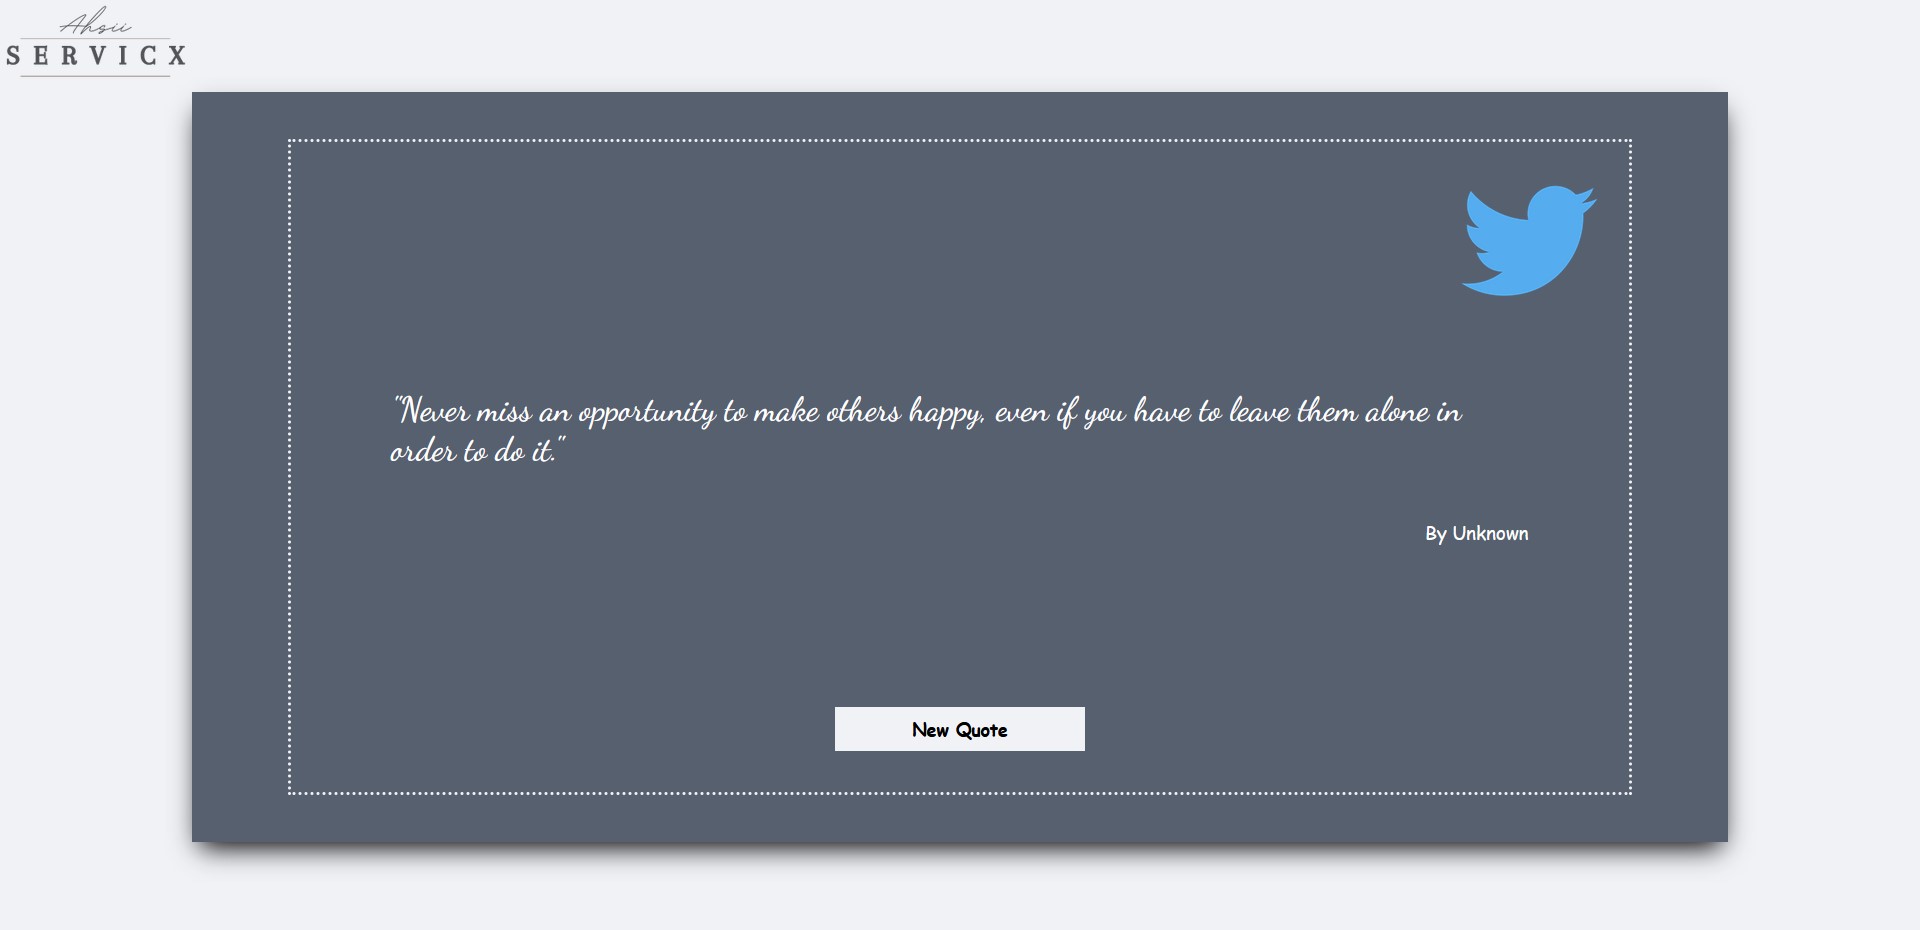 Ahsii
SERVICX
"Never miss an opportunity to make others happy, even if you have to leave them alone in
order to do it."
By Unknown
New Quote